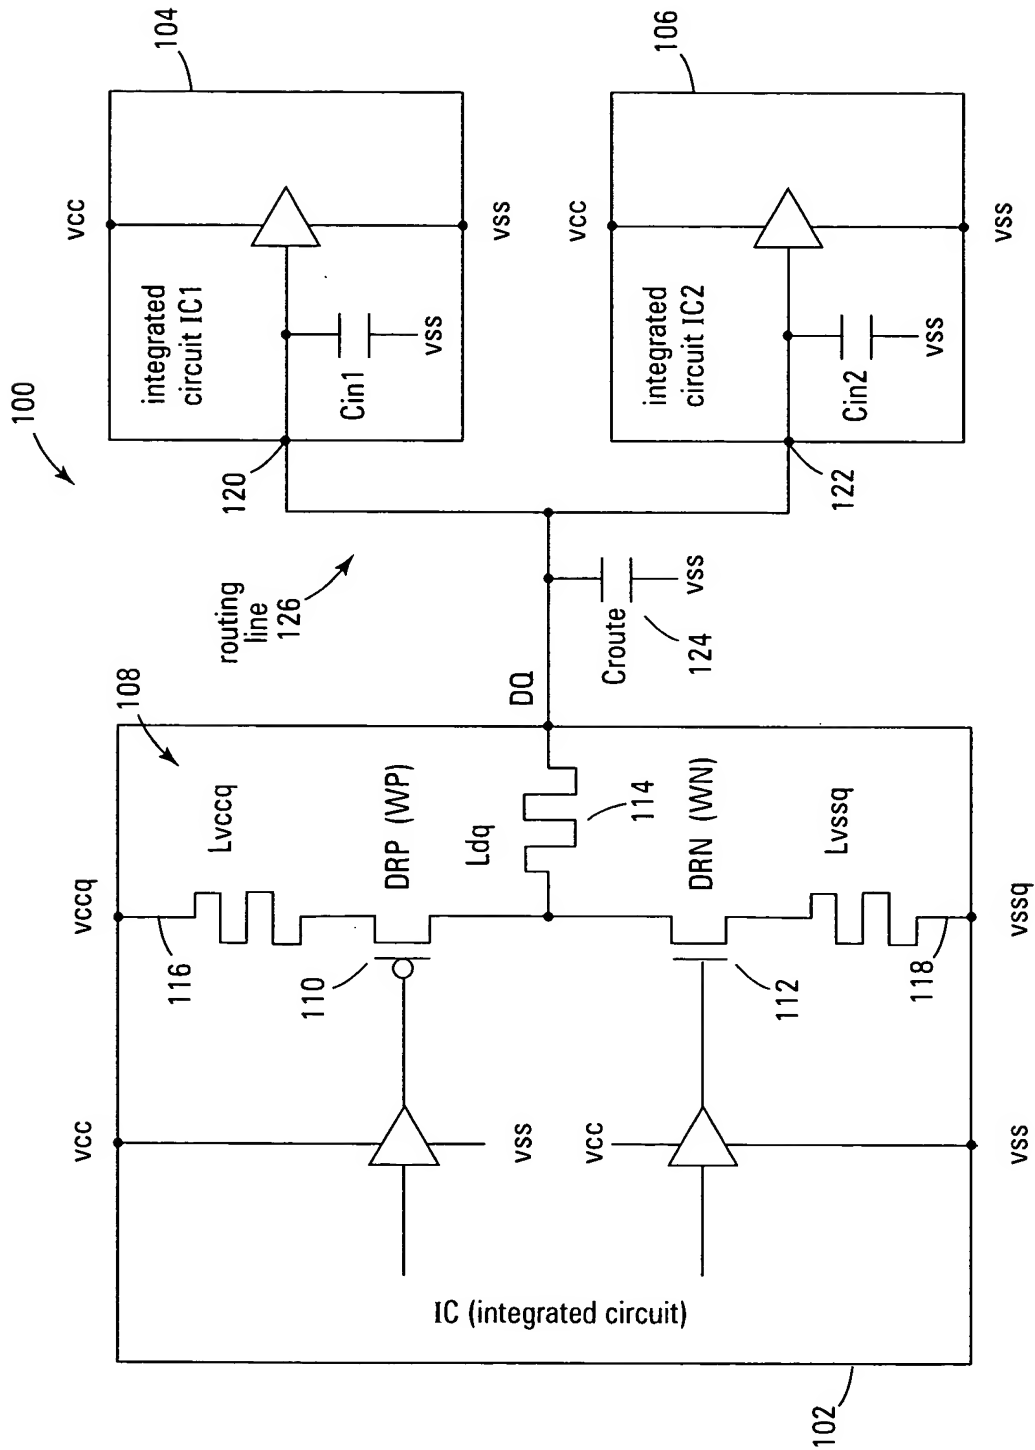 100
104
vcc
integrated
circuit IC1
Cin1
vss
vss
120
106
vcc
integrated
circuit IC2
Cin2
vss
vss
122
routing
line
126
DQ
Croute
vss
124
108
vccq
Lvccq
116
DRP (WP)
110
Ldq
114
DRN (WN)
112
Lvssq
118
vssq
vcc
vss
vcc
vss
IC (integrated circuit)
102